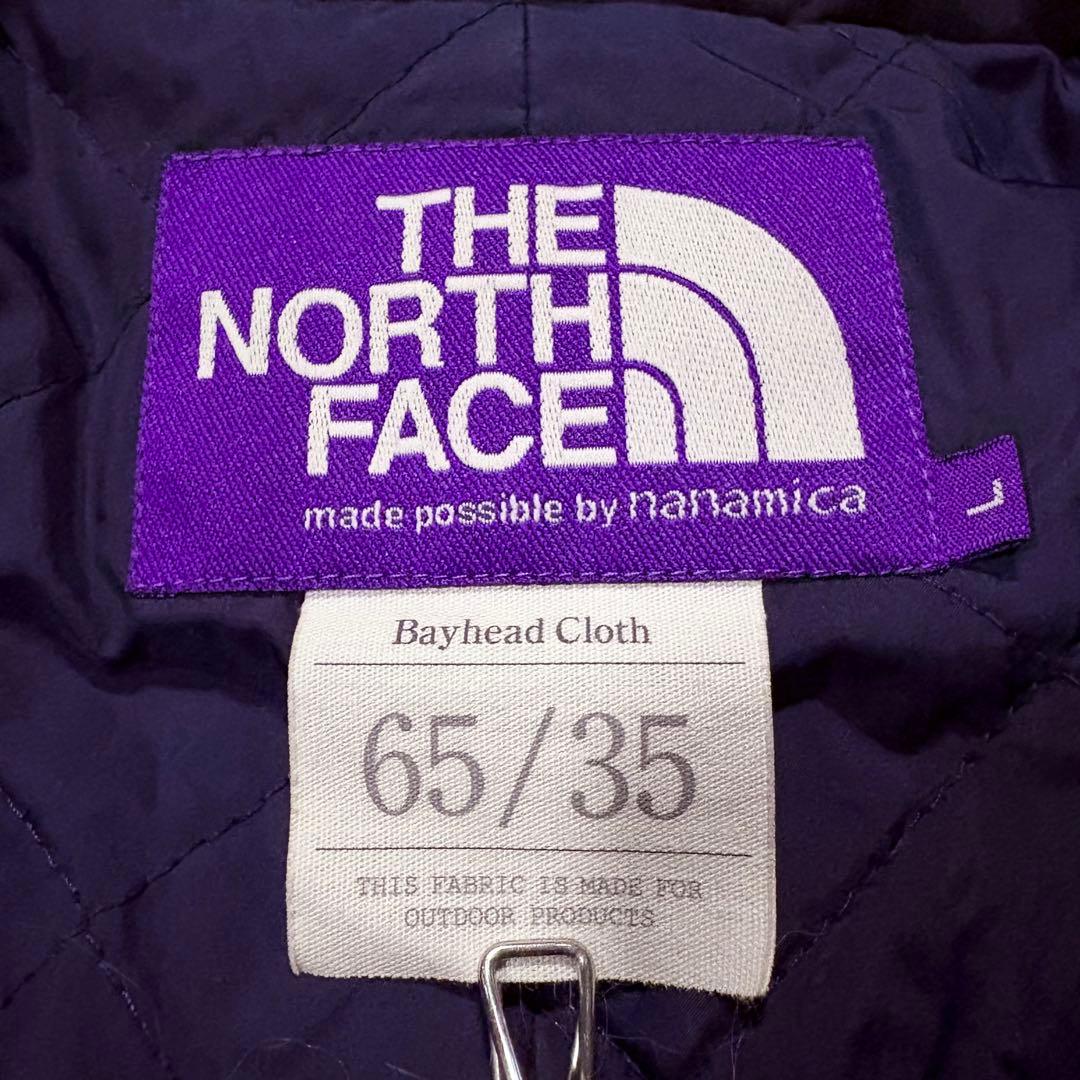 THE
NORTH
FACE
made possible by nanamica
L
Bayhead Cloth
65/35
THIS FABRIC IS MADE FOR
OUTDOOR PRODUCTS